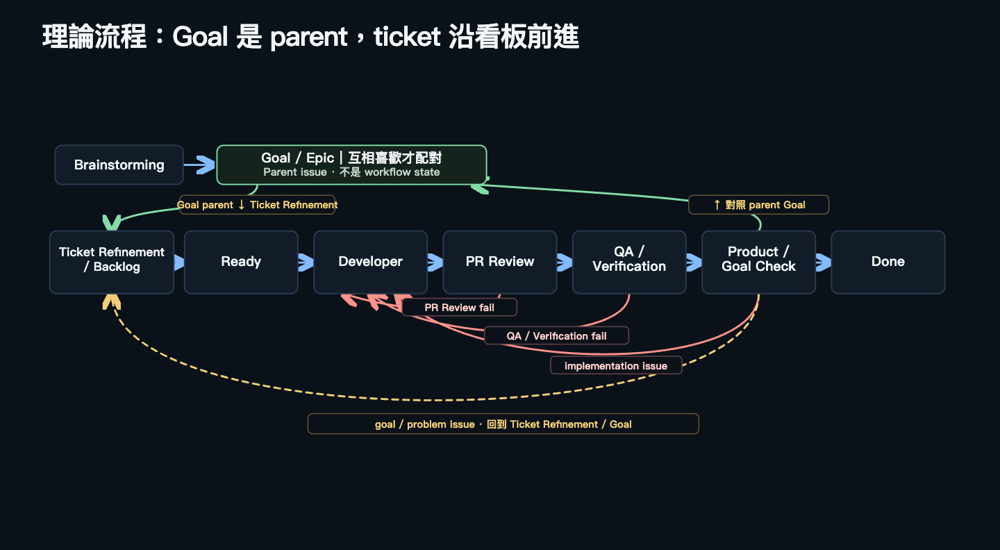 理論流程：Goal 是 parent，ticket 沿看板前進
Brainstorming
Goal / Epic｜互相喜歡才配對
Parent issue · 不是 workflow state
Goal parent ↓ Ticket Refinement
↑ 對照 parent Goal
Ticket Refinement
/ Backlog
Ready
Developer
PR Review
QA /
Verification
Product /
Goal Check
Done
PR Review fail
QA / Verification fail
implementation issue
goal / problem issue · 回到 Ticket Refinement / Goal